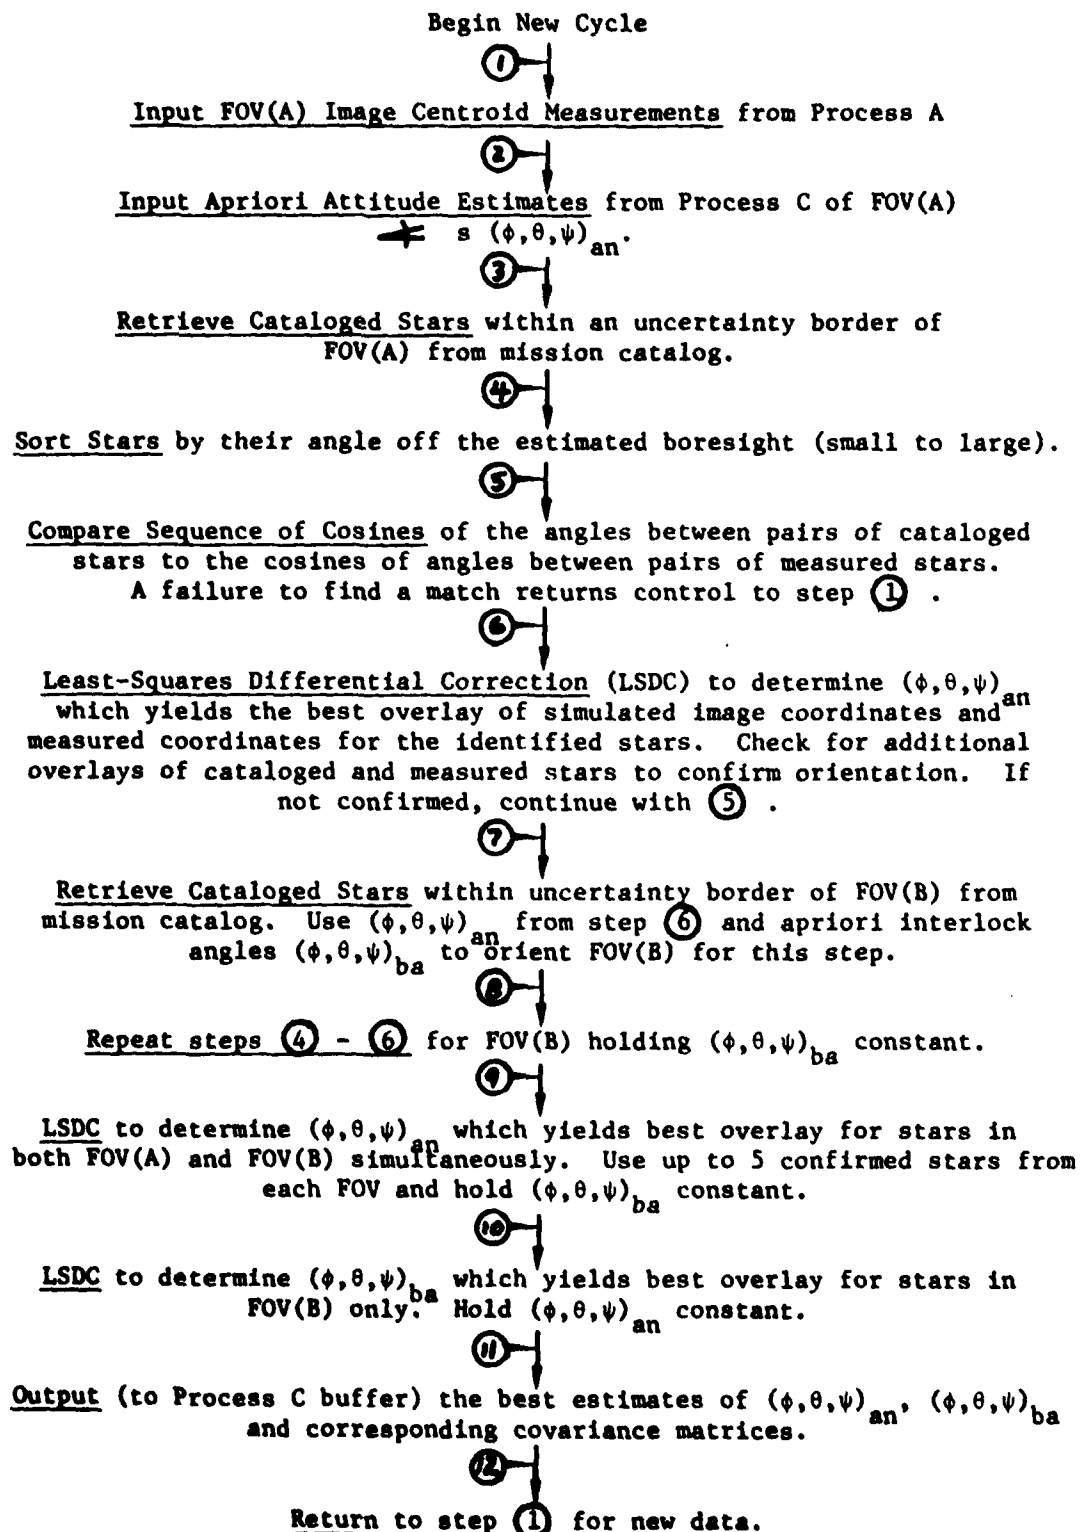 Begin New Cycle
①
Input FOV(A) Image Centroid Measurements from Process A
②
Input Apriori Attitude Estimates from Process C of FOV(A)
s (φ,θ,ψ)an.
③
Retrieve Cataloged Stars within an uncertainty border of
FOV(A) from mission catalog.
④
Sort Stars by their angle off the estimated boresight (small to large).
⑤
Compare Sequence of Cosines of the angles between pairs of cataloged
stars to the cosines of angles between pairs of measured stars.
A failure to find a match returns control to step ① .
⑥
Least-Squares Differential Correction (LSDC) to determine (φ,θ,ψ)an
which yields the best overlay of simulated image coordinates and
measured coordinates for the identified stars. Check for additional
overlays of cataloged and measured stars to confirm orientation. If
not confirmed, continue with ⑤ .
⑦
Retrieve Cataloged Stars within uncertainty border of FOV(B) from
mission catalog. Use (φ,θ,ψ)an from step ⑥ and apriori interlock
angles (φ,θ,ψ)ba to orient FOV(B) for this step.
⑧
Repeat steps ④ - ⑥ for FOV(B) holding (φ,θ,ψ)ba constant.
⑨
LSDC to determine (φ,θ,ψ)an which yields best overlay for stars in
both FOV(A) and FOV(B) simultaneously. Use up to 5 confirmed stars from
each FOV and hold (φ,θ,ψ)ba constant.
⑩
LSDC to determine (φ,θ,ψ)ba which yields best overlay for stars in
FOV(B) only. Hold (φ,θ,ψ)an constant.
⑪
Output (to Process C buffer) the best estimates of (φ,θ,ψ)an, (φ,θ,ψ)ba
and corresponding covariance matrices.
⑫
Return to step ① for new data.